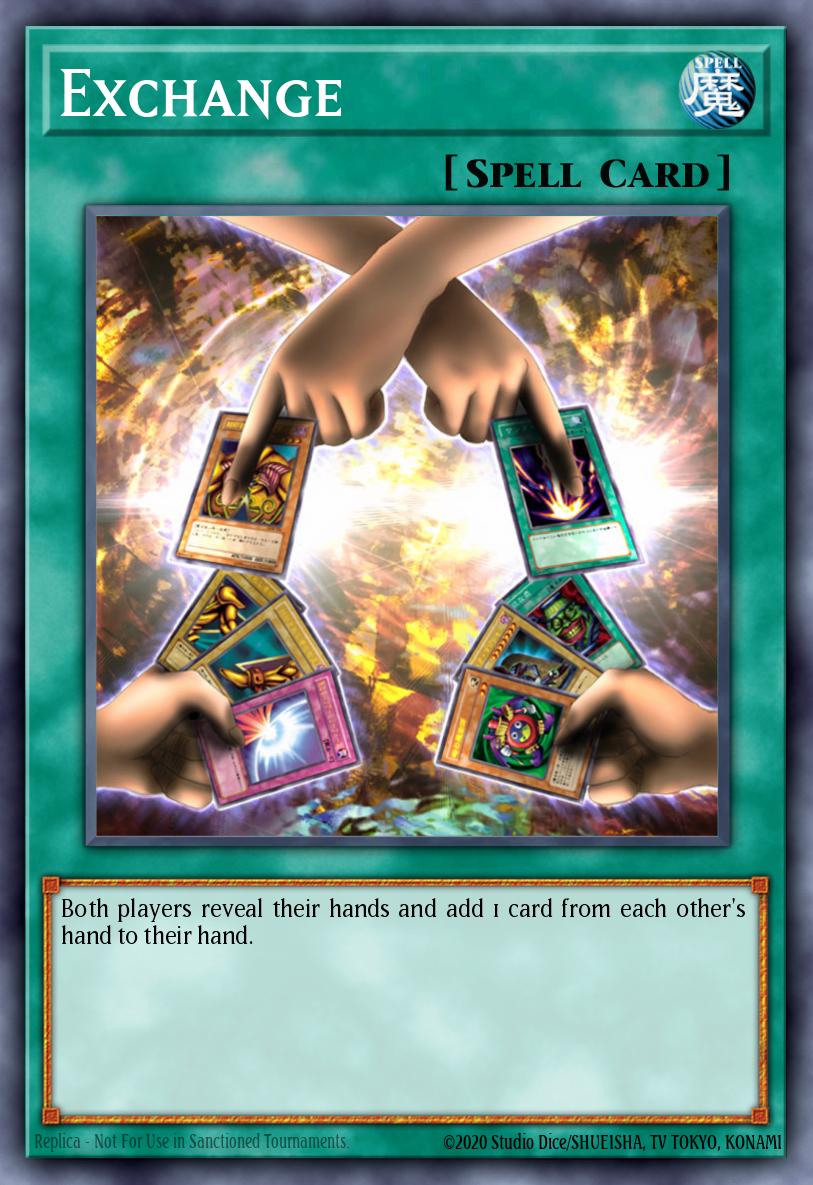 Exchange
SPELL
魔
[ Spell Card ]
Both players reveal their hands and add 1 card from each other's
hand to their hand.
Replica - Not For Use in Sanctioned Tournaments.
©2020 Studio Dice/SHUEISHA, TV TOKYO, KONAMI